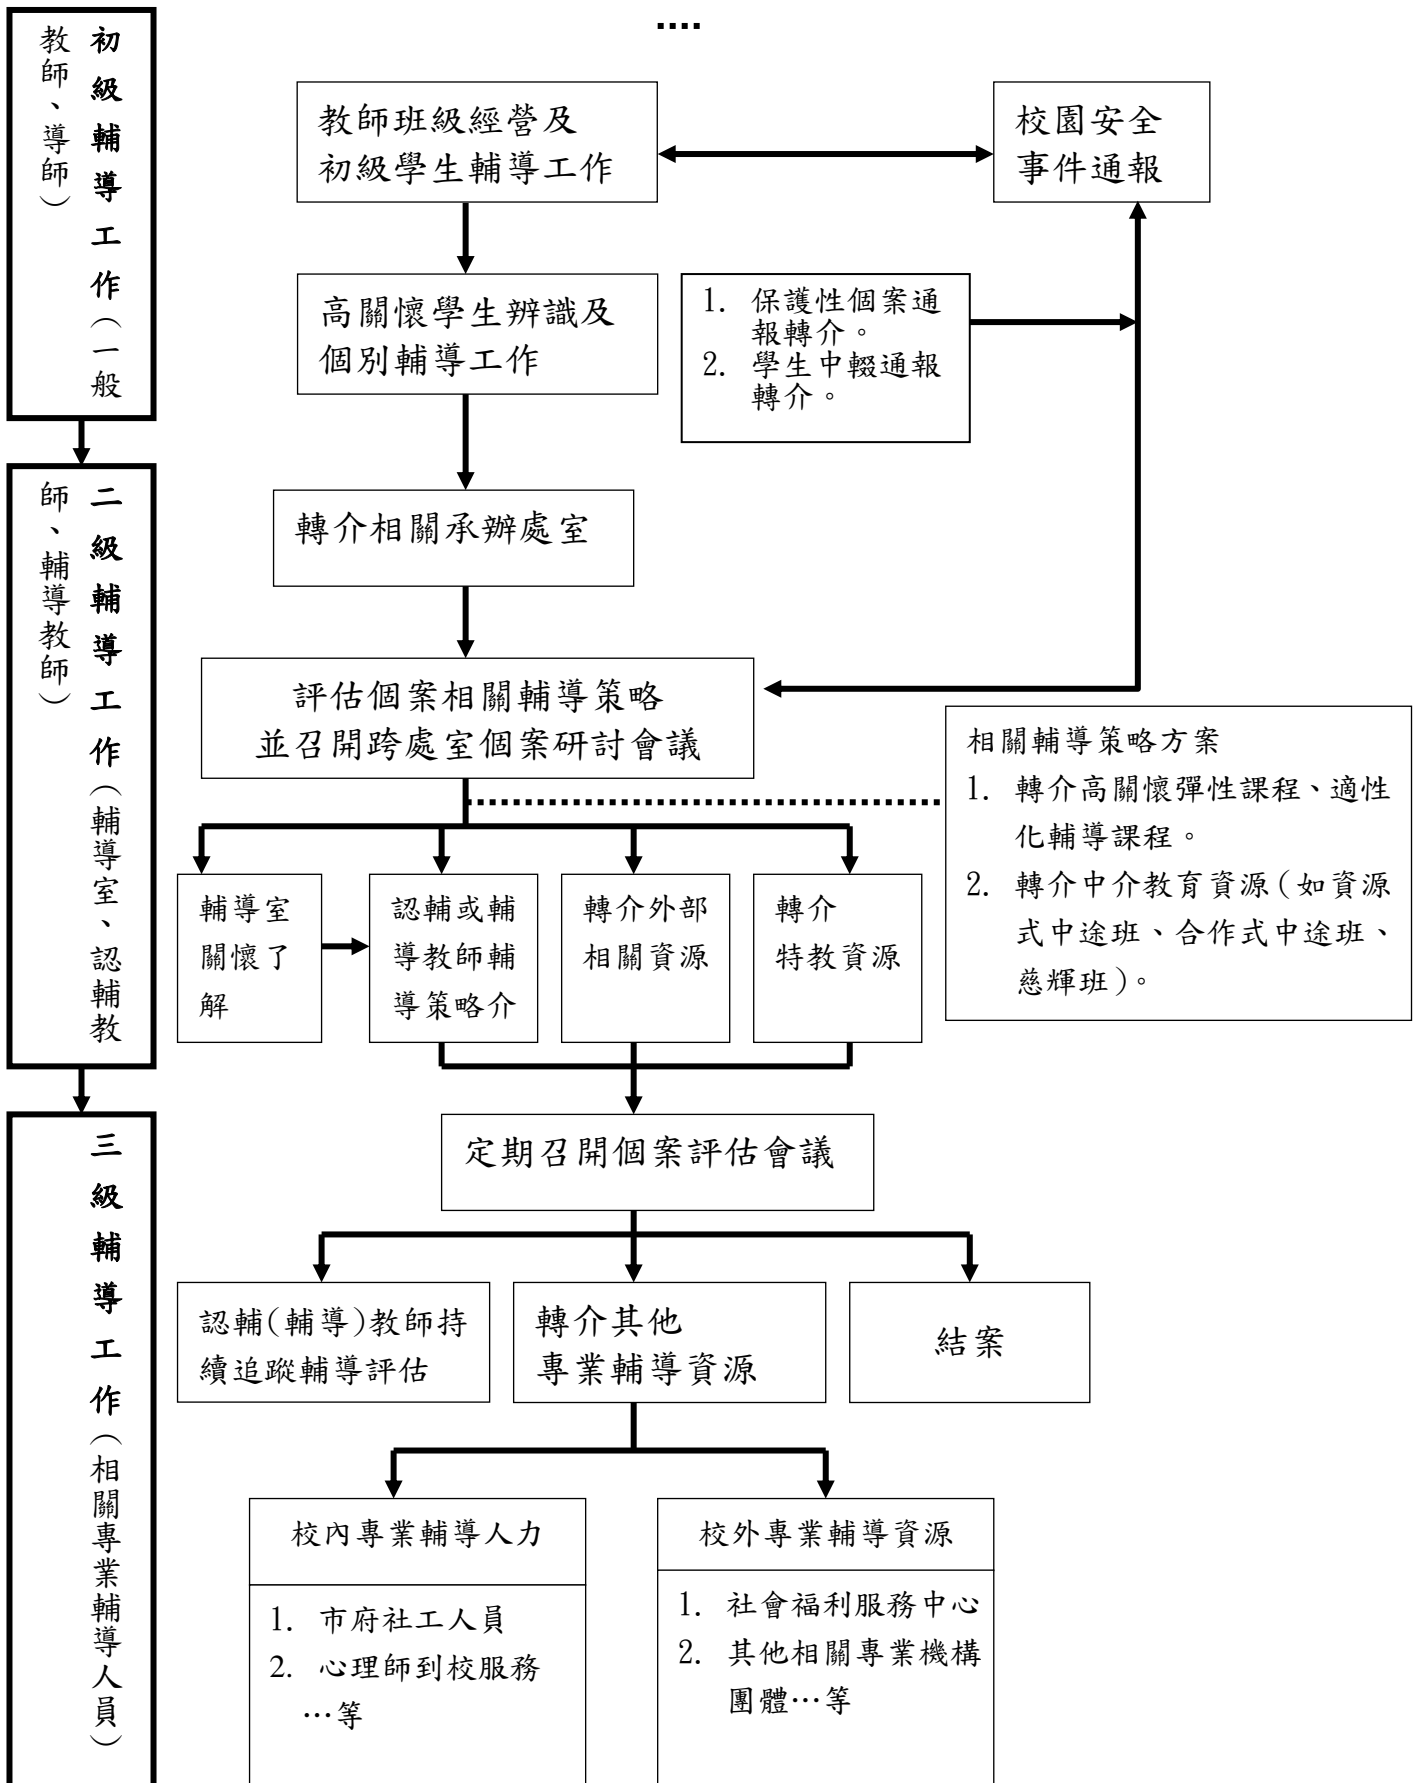 ....
初級輔導工作（一般
教師、導師）
教師班級經營及
初級學生輔導工作
校園安全
事件通報
高關懷學生辨識及
個別輔導工作
1. 保護性個案通
報轉介。
2. 學生中輟通報
轉介。
二級輔導工作（輔導室、認輔教
師、輔導教師）
轉介相關承辦處室
評估個案相關輔導策略
並召開跨處室個案研討會議
相關輔導策略方案
1. 轉介高關懷彈性課程、適性
化輔導課程。
2. 轉介中介教育資源(如資源
式中途班、合作式中途班、
慈輝班)。
輔導室
關懷了
解
認輔或輔
導教師輔
導策略介
轉介外部
相關資源
轉介
特教資源
三級輔導工作（相關專業輔導人員）
定期召開個案評估會議
認輔(輔導)教師持
續追蹤輔導評估
轉介其他
專業輔導資源
結案
校內專業輔導人力
1. 市府社工人員
2. 心理師到校服務
…等
校外專業輔導資源
1. 社會福利服務中心
2. 其他相關專業機構
團體…等